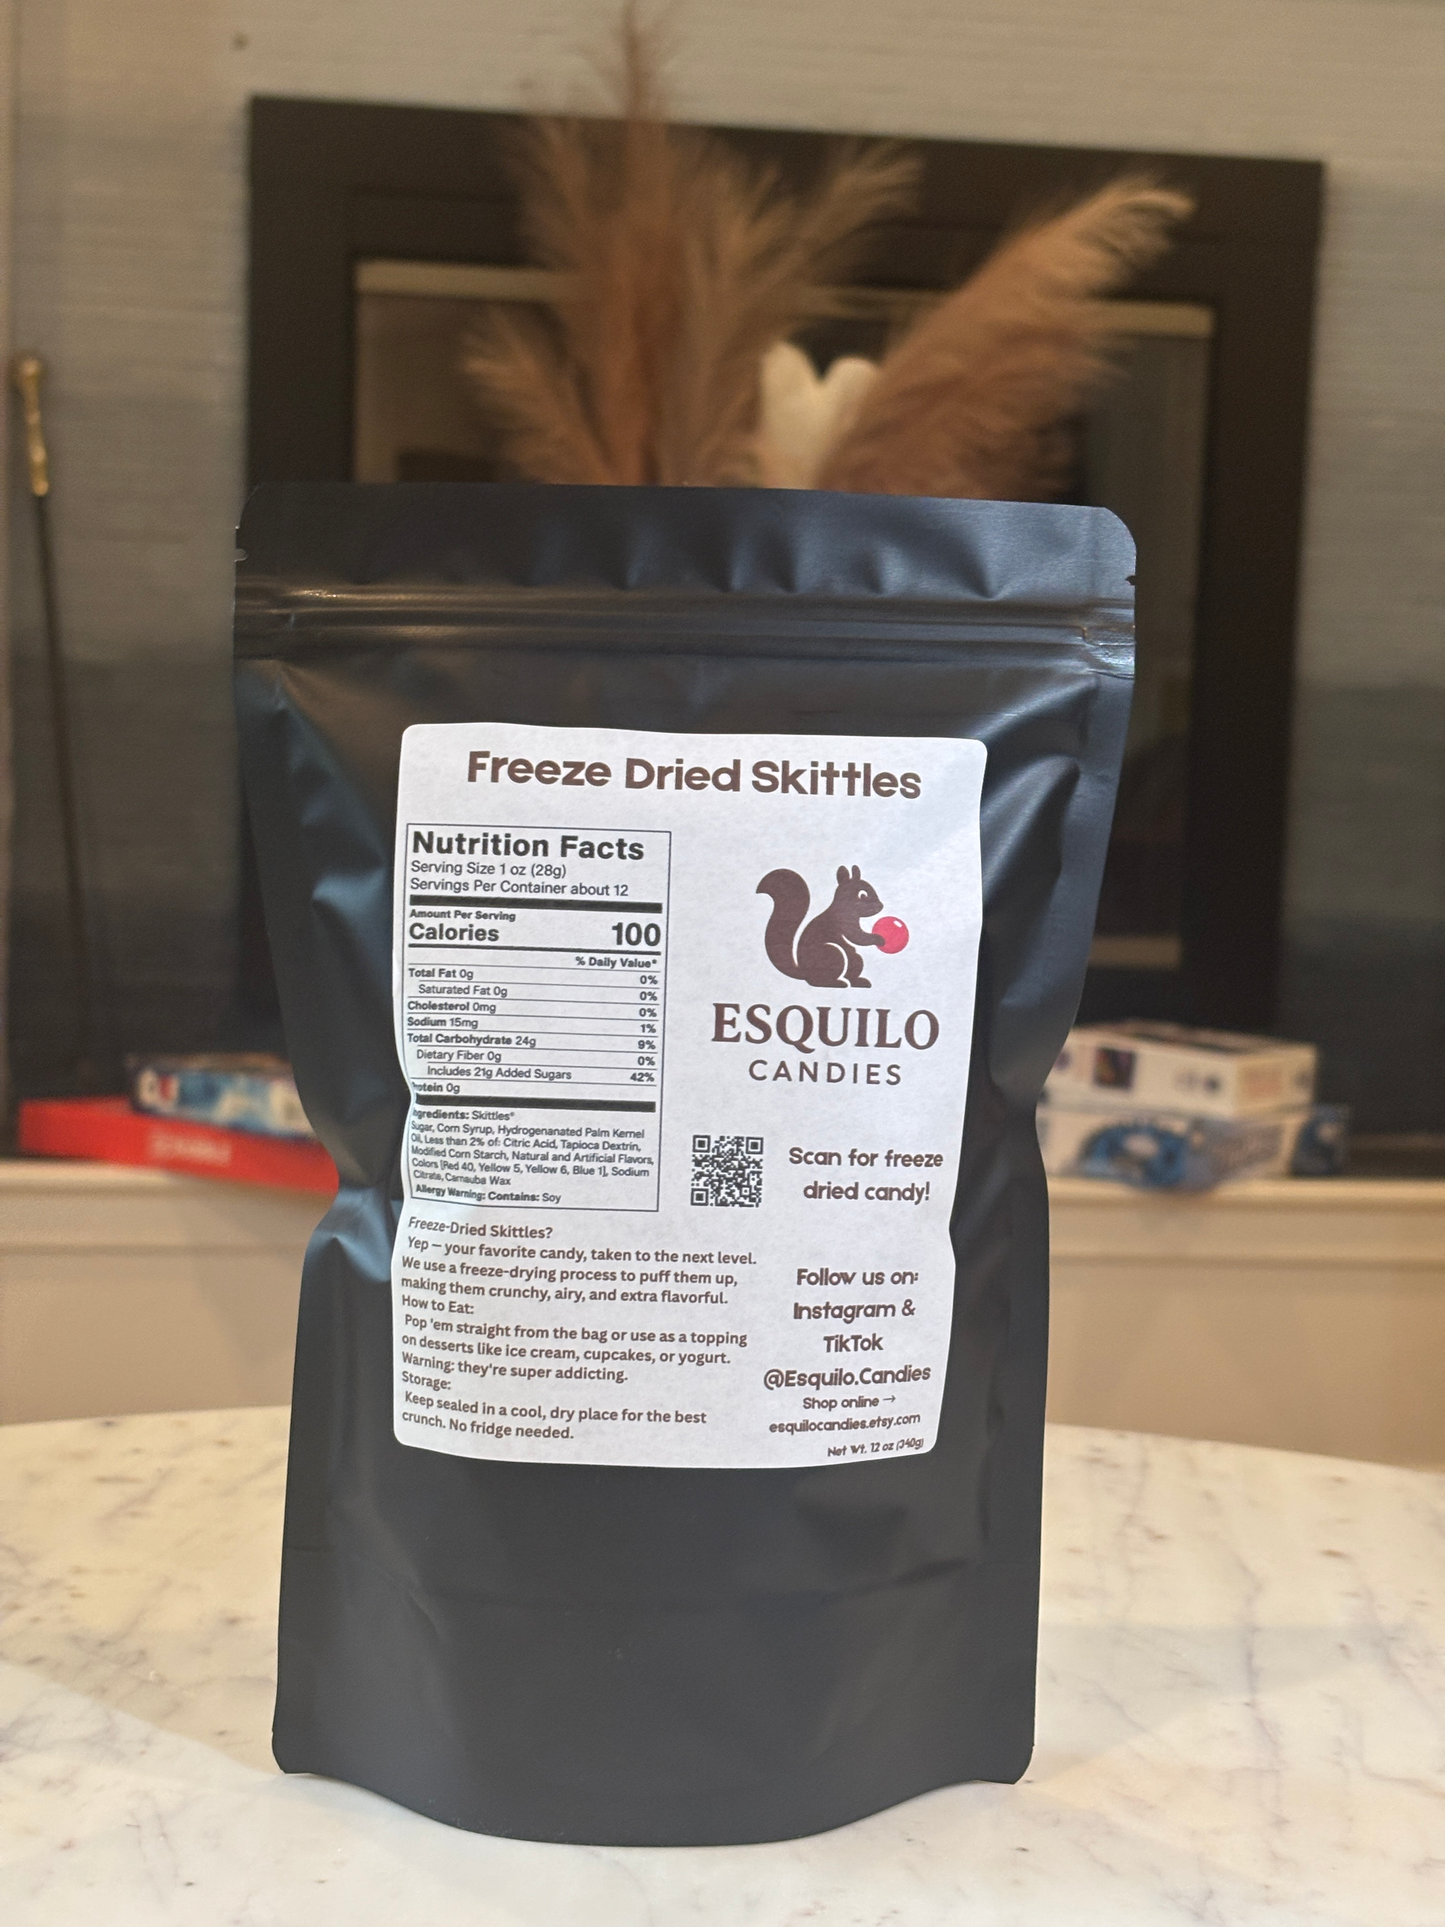 Freeze Dried Skittles
Nutrition Facts
Serving Size 1 oz (28g)
Servings Per Container about 12
Amount Per Serving
Calories 100
% Daily Value*
Total Fat 0g 0%
Saturated Fat 0g 0%
Cholesterol 0mg 0%
Sodium 15mg 1%
Total Carbohydrate 24g 9%
Dietary Fiber 0g 0%
Includes 21g Added Sugars 42%
otein 0g
gredients: Skittles*
Sugar, Corn Syrup, Hydrogenanated Palm Kernel
Oil, Less than 2% of: Citric Acid, Tapioca Dextrin,
Modified Corn Starch, Natural and Artificial Flavors,
Colors [Red 40, Yellow 5, Yellow 6, Blue 1], Sodium
Citrate, Carnauba Wax
Allergy Warning: Contains: Soy
ESQUILO
CANDIES
Scan for freeze
dried candy!
Freeze-Dried Skittles?
Yep – your favorite candy, taken to the next level.
We use a freeze-drying process to puff them up,
making them crunchy, airy, and extra flavorful.
How to Eat:
Pop 'em straight from the bag or use as a topping
on desserts like ice cream, cupcakes, or yogurt.
Warning: they're super addicting.
Storage:
Keep sealed in a cool, dry place for the best
crunch. No fridge needed.
Follow us on:
Instagram &
TikTok
@Esquilo.Candies
Shop online →
esquilocandies.etsy.com
Net Wt. 12 oz (340g)